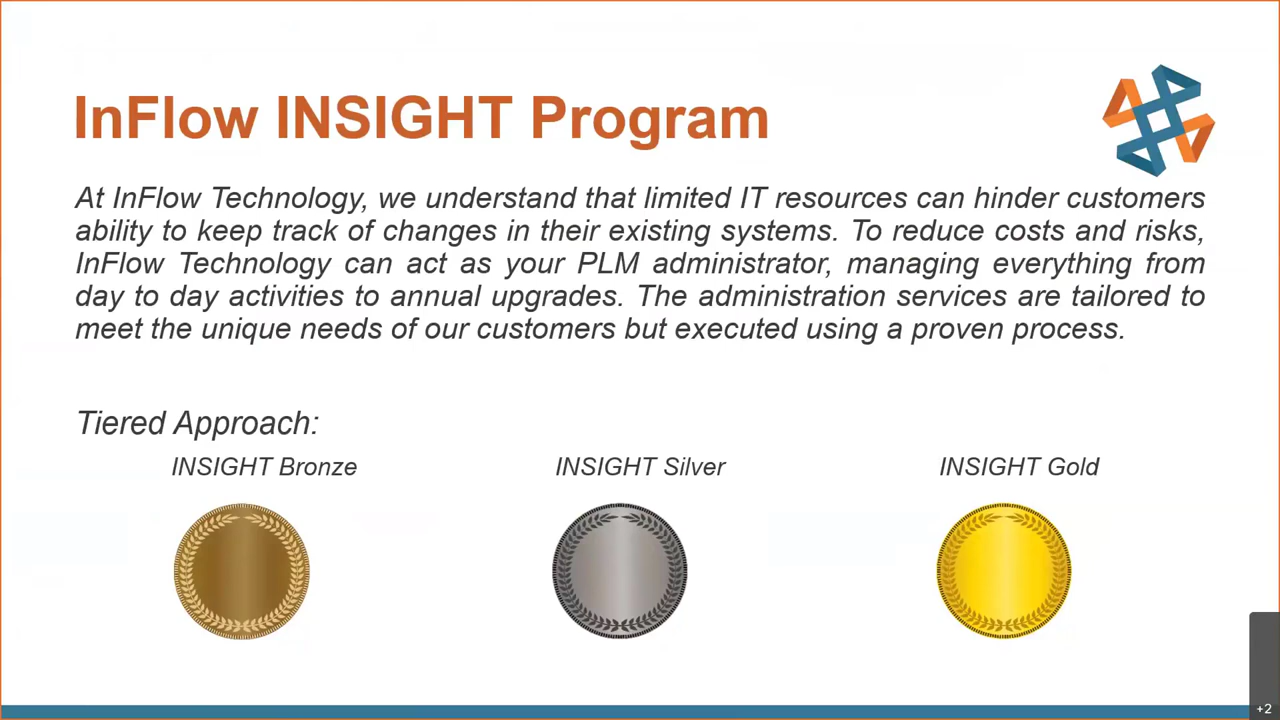 InFlow INSIGHT Program
At InFlow Technology, we understand that limited IT resources can hinder customers
ability to keep track of changes in their existing systems. To reduce costs and risks,
InFlow Technology can act as your PLM administrator, managing everything from
day to day activities to annual upgrades. The administration services are tailored to
meet the unique needs of our customers but executed using a proven process.
Tiered Approach:
INSIGHT Bronze
INSIGHT Silver
INSIGHT Gold
+2